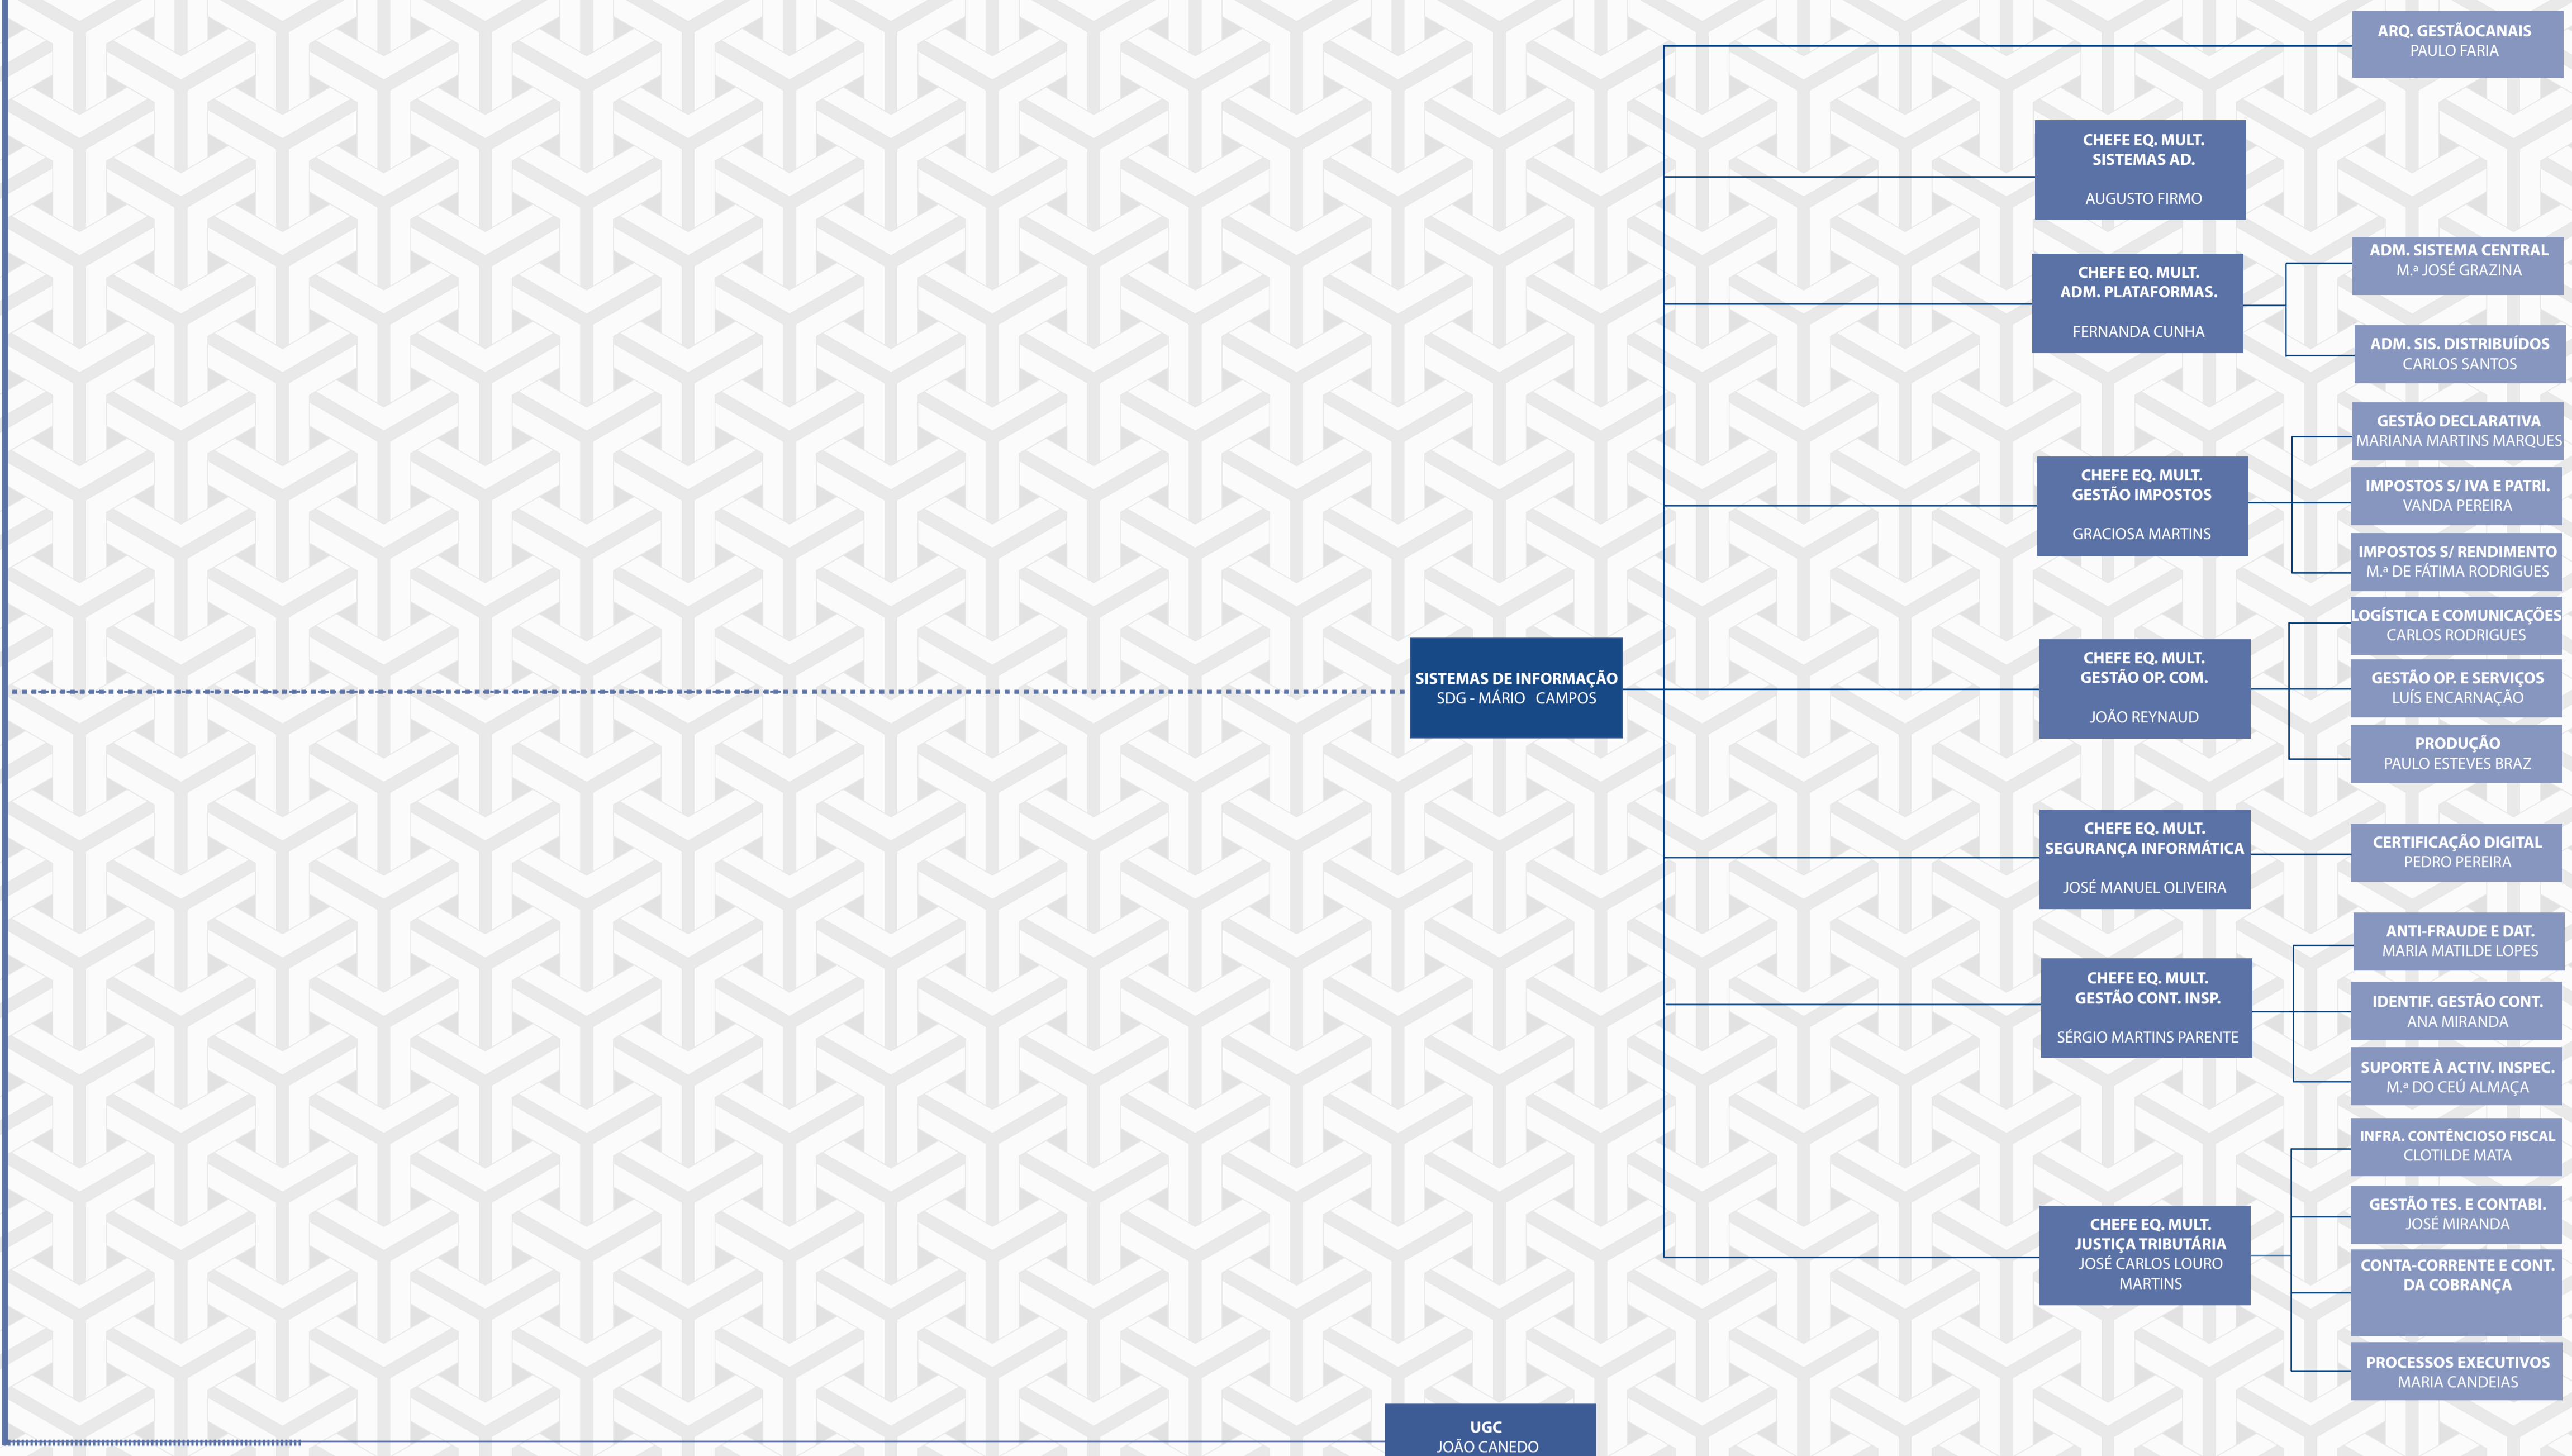 ARQ. GESTÃOCANAIS
PAULO FARIA
CHEFE EQ. MULT.
SISTEMAS AD.
AUGUSTO FIRMO
CHEFE EQ. MULT.
ADM. PLATAFORMAS.
FERNANDA CUNHA
ADM. SISTEMA CENTRAL
M.ª JOSÉ GRAZINA
ADM. SIS. DISTRIBUÍDOS
CARLOS SANTOS
CHEFE EQ. MULT.
GESTÃO IMPOSTOS
GRACIOSA MARTINS
GESTÃO DECLARATIVA
MARIANA MARTINS MARQUES
IMPOSTOS S/ IVA E PATRI.
VANDA PEREIRA
IMPOSTOS S/ RENDIMENTO
M.ª DE FÁTIMA RODRIGUES
SISTEMAS DE INFORMAÇÃO
SDG - MÁRIO CAMPOS
CHEFE EQ. MULT.
GESTÃO OP. COM.
JOÃO REYNAUD
LOGÍSTICA E COMUNICAÇÕES
CARLOS RODRIGUES
GESTÃO OP. E SERVIÇOS
LUÍS ENCARNAÇÃO
PRODUÇÃO
PAULO ESTEVES BRAZ
CHEFE EQ. MULT.
SEGURANÇA INFORMÁTICA
JOSÉ MANUEL OLIVEIRA
CERTIFICAÇÃO DIGITAL
PEDRO PEREIRA
CHEFE EQ. MULT.
GESTÃO CONT. INSP.
SÉRGIO MARTINS PARENTE
ANTI-FRAUDE E DAT.
MARIA MATILDE LOPES
IDENTIF. GESTÃO CONT.
ANA MIRANDA
SUPORTE À ACTIV. INSPEC.
M.ª DO CEÚ ALMAÇA
CHEFE EQ. MULT.
JUSTIÇA TRIBUTÁRIA
JOSÉ CARLOS LOURO
MARTINS
INFRA. CONTÊNCIOSO FISCAL
CLOTILDE MATA
GESTÃO TES. E CONTABI.
JOSÉ MIRANDA
CONTA-CORRENTE E CONT.
DA COBRANÇA
PROCESSOS EXECUTIVOS
MARIA CANDEIAS
UGC
JOÃO CANEDO